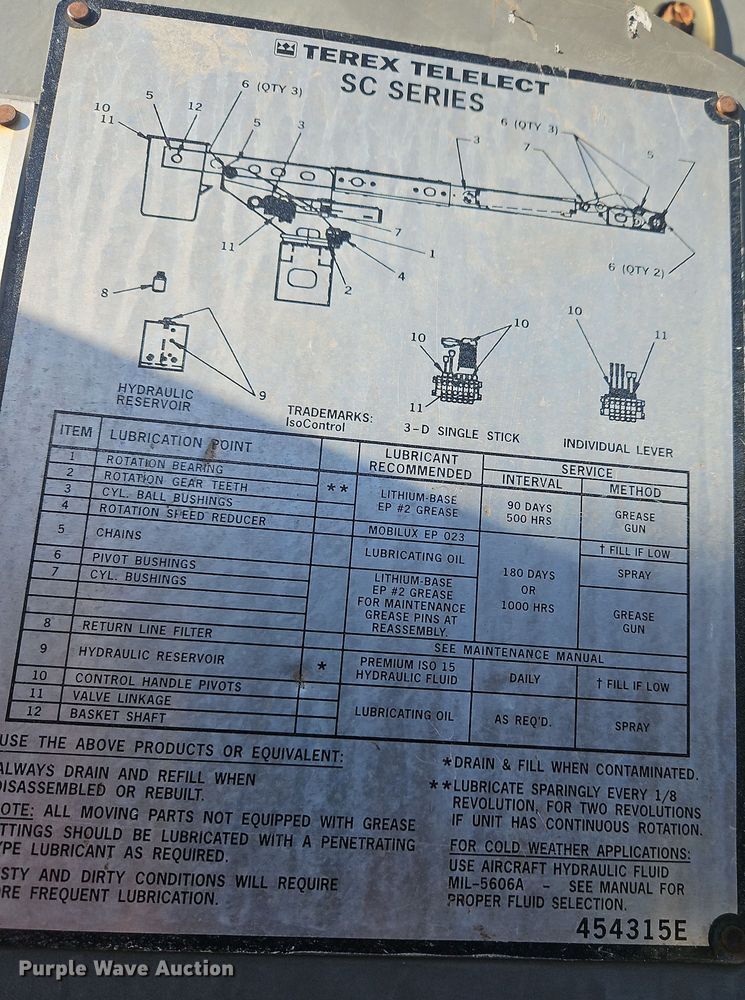 TEREX TELELECT
SC SERIES
10
11
5
12
6 (QTY 3)
5
3
3
6 (QTY 3)
7
5
11
7
1
4
2
6 (QTY 2)
8
9
HYDRAULIC
RESERVOIR
TRADEMARKS:
IsoControl
10
10
11
3-D SINGLE STICK
10
11
INDIVIDUAL LEVER
ITEM LUBRICATION POINT LUBRICANT RECOMMENDED SERVICE
INTERVAL METHOD
1 ROTATION BEARING
2 ROTATION GEAR TEETH **
3 CYL. BALL BUSHINGS
LITHIUM-BASE
EP #2 GREASE
90 DAYS
500 HRS
GREASE
GUN
4 ROTATION SPEED REDUCER MOBILUX EP 023 † FILL IF LOW
5 CHAINS LUBRICATING OIL SPRAY
6 PIVOT BUSHINGS
7 CYL. BUSHINGS
LITHIUM-BASE
EP #2 GREASE
FOR MAINTENANCE
GREASE PINS AT
REASSEMBLY.
180 DAYS
OR
1000 HRS
GREASE
GUN
8 RETURN LINE FILTER SEE MAINTENANCE MANUAL
9 HYDRAULIC RESERVOIR * PREMIUM ISO 15
HYDRAULIC FLUID
DAILY † FILL IF LOW
10 CONTROL HANDLE PIVOTS
11 VALVE LINKAGE
12 BASKET SHAFT
LUBRICATING OIL AS REQ'D. SPRAY
USE THE ABOVE PRODUCTS OR EQUIVALENT:
ALWAYS DRAIN AND REFILL WHEN
DISASSEMBLED OR REBUILT.
NOTE: ALL MOVING PARTS NOT EQUIPPED WITH GREASE
FITTINGS SHOULD BE LUBRICATED WITH A PENETRATING
TYPE LUBRICANT AS REQUIRED.
STY AND DIRTY CONDITIONS WILL REQUIRE
ORE FREQUENT LUBRICATION.
*DRAIN & FILL WHEN CONTAMINATED.
**LUBRICATE SPARINGLY EVERY 1/8
REVOLUTION, FOR TWO REVOLUTIONS
IF UNIT HAS CONTINUOUS ROTATION.
FOR COLD WEATHER APPLICATIONS:
USE AIRCRAFT HYDRAULIC FLUID
MIL-5606A - SEE MANUAL FOR
PROPER FLUID SELECTION.
454315E
Purple Wave Auction